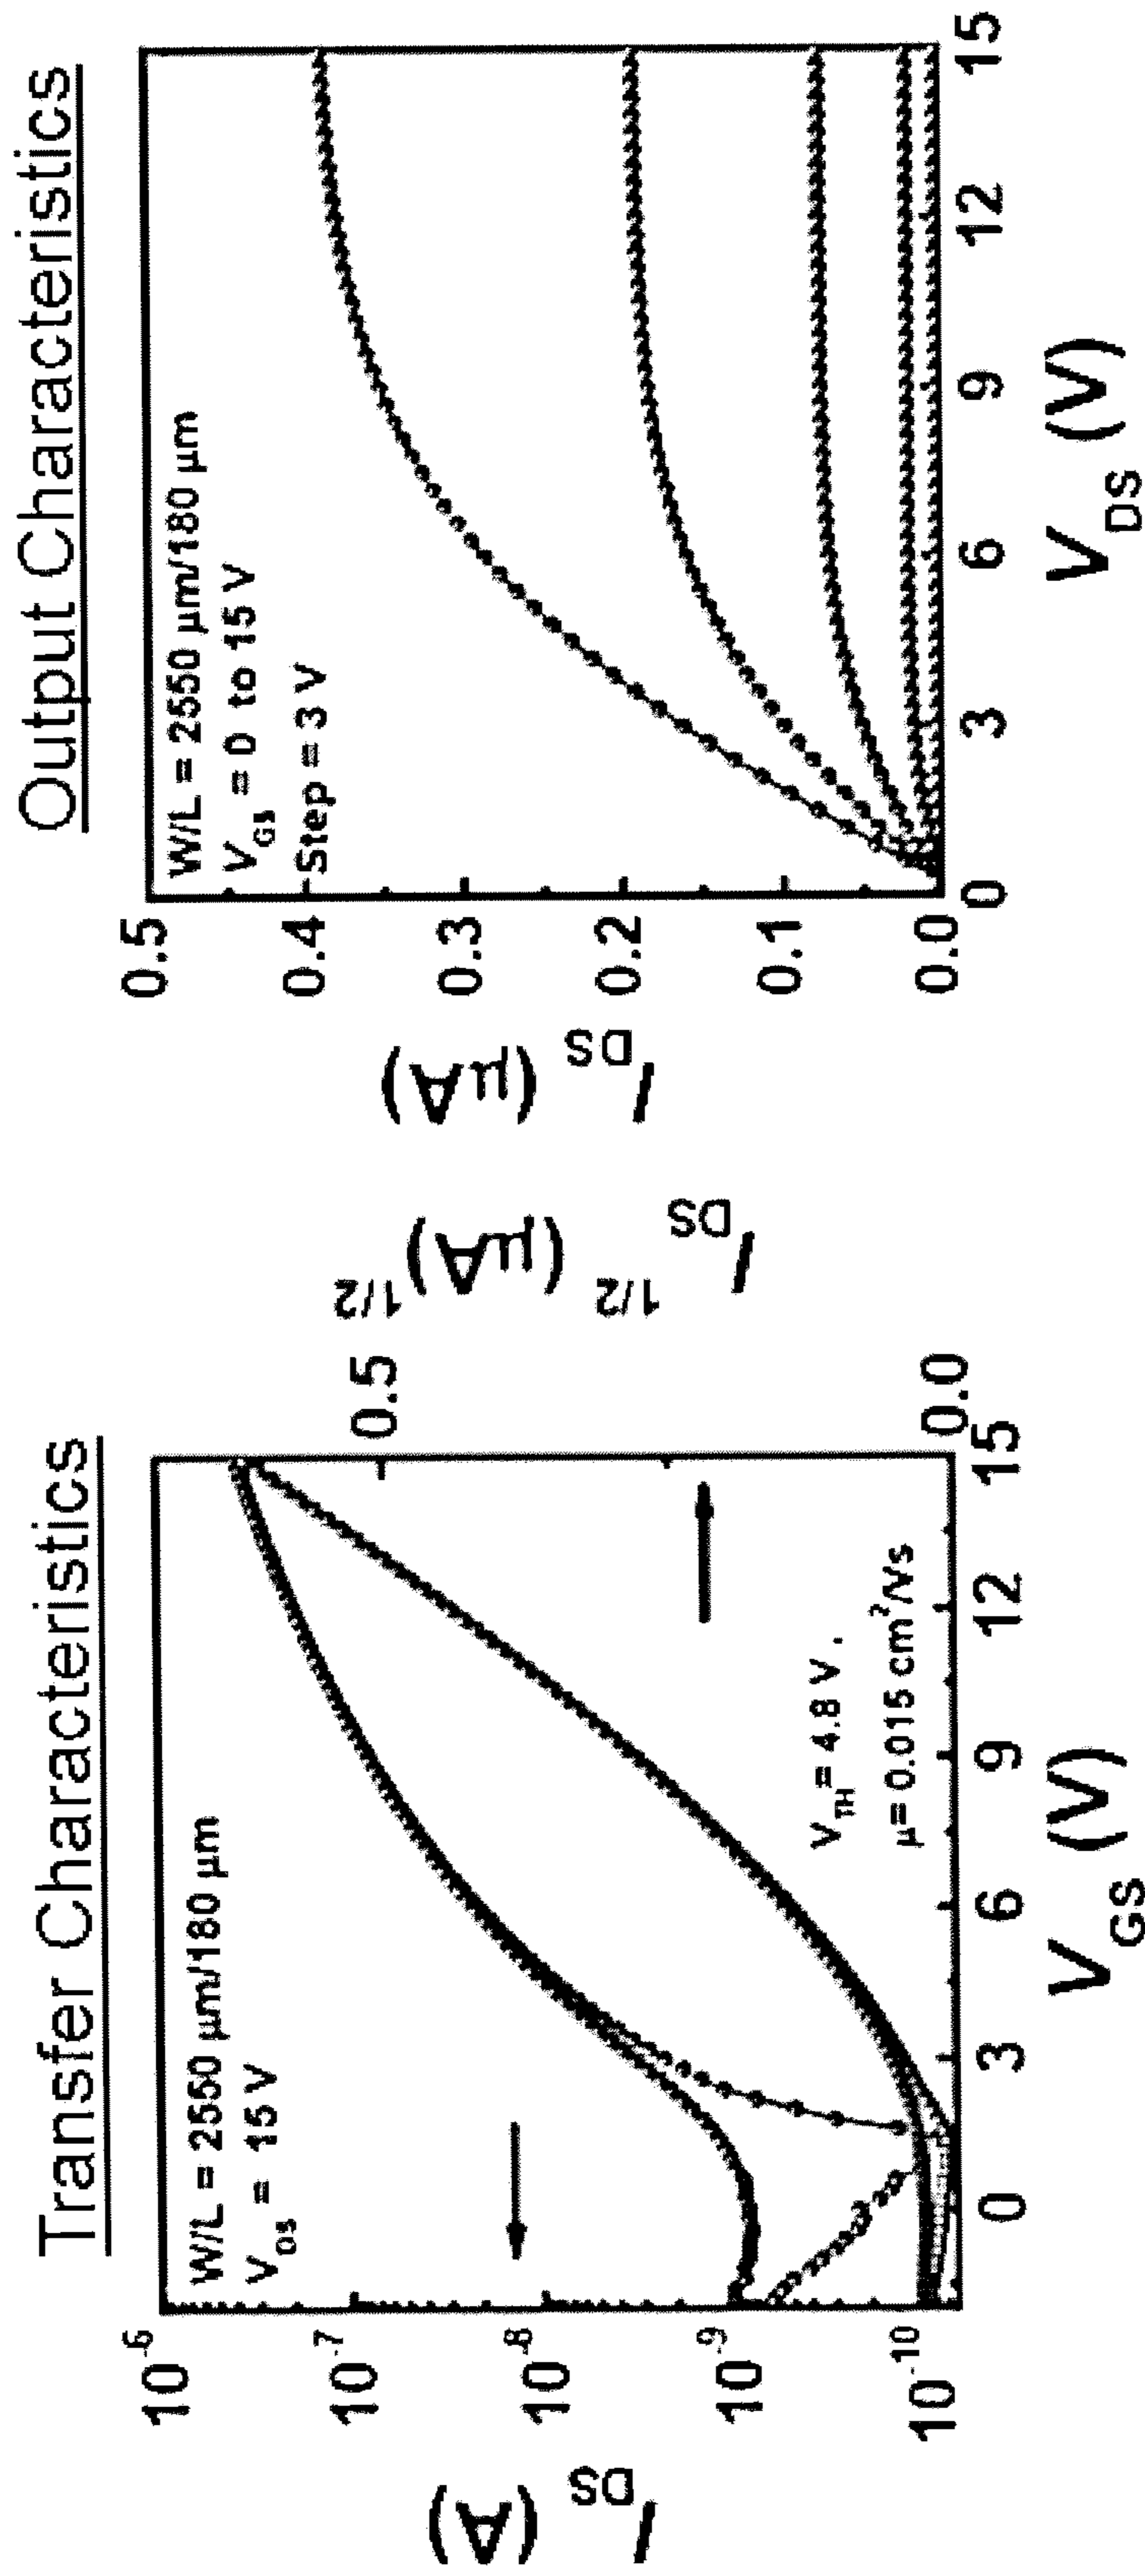 Transfer Characteristics
W/L = 2550 µm/180 µm
V_DS = 15 V
V_TH = 4.8 V.
µ= 0.015 cm²/Vs
I_DS (A)
10⁻⁶
10⁻⁷
10⁻⁸
10⁻⁹
10⁻¹⁰
0 3 6 9 12 15
V_GS (V)
0.5
0.0
I_DS^1/2 (µA)^1/2
Output Characteristics
W/L = 2550 µm/180 µm
V_GS = 0 to 15 V
Step = 3 V
I_DS (µA)
0.5
0.4
0.3
0.2
0.1
0.0
0 3 6 9 12 15
V_DS (V)